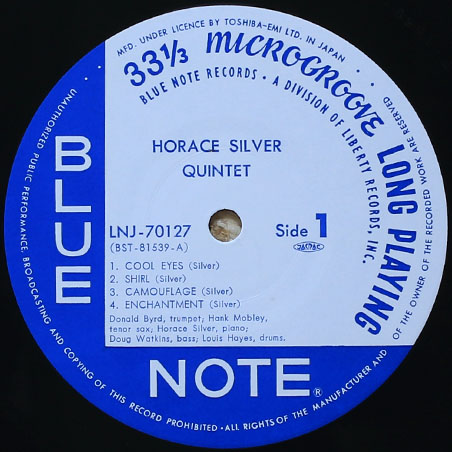 MFD. UNDER LICENCE BY TOSHIBA-EMI LTD. IN JAPAN
33 1/3 MICROGROOVE LONG PLAYING
BLUE NOTE RECORDS • A DIVISION OF LIBERTY RECORDS, INC.
HORACE SILVER
QUINTET
LNJ-70127
(BST-81539-A)
Side 1
1. COOL EYES (Silver)
2. SHIRL (Silver)
3. CAMOUFLAGE (Silver)
4. ENCHANTMENT (Silver)
Donald Byrd, trumpet; Hank Mobley,
tenor sax; Horace Silver, piano;
Doug Watkins, bass; Louis Hayes, drums.
BLUE
NOTE®
UNAUTHORIZED PUBLIC PERFORMANCE, BROADCASTING AND COPYING OF THIS RECORD PROHIBITED • ALL RIGHTS OF THE MANUFACTURER AND OF THE OWNER OF THE RECORDED WORK ARE RESERVED